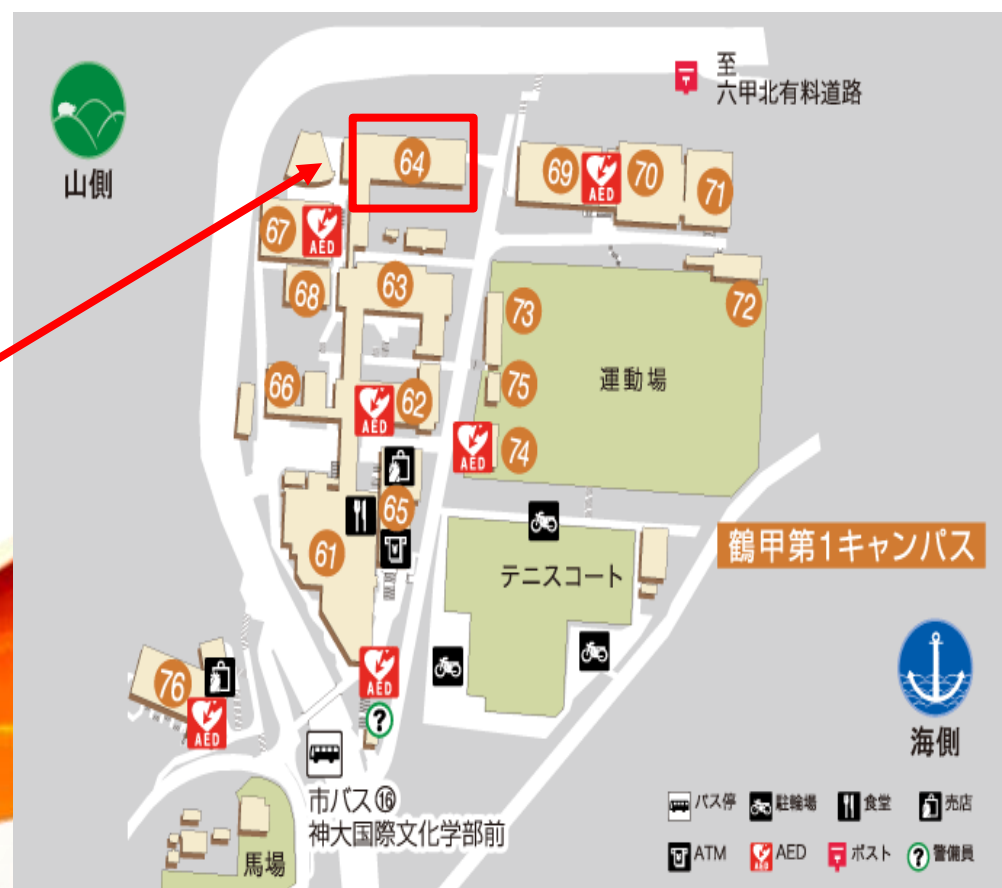 至
六甲北有料道路
山側
64
69
AED
70
71
67
AED
68
63
72
73
運動場
66
AED
62
75
AED
74
65
61
鶴甲第1キャンパス
テニスコート
76
AED
AED
?
海側
市バス⑯
神大国際文化学部前
馬場
バス停
駐輪場
食堂
売店
ATM
AED
ポスト
?
警備員